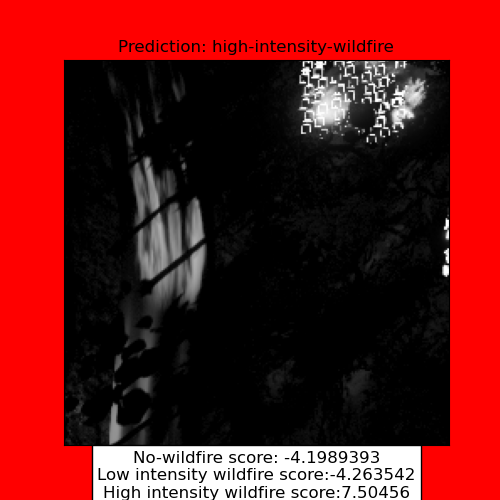 Prediction: high-intensity-wildfire
No-wildfire score: -4.1989393
Low intensity wildfire score:-4.263542
High intensity wildfire score:7.50456